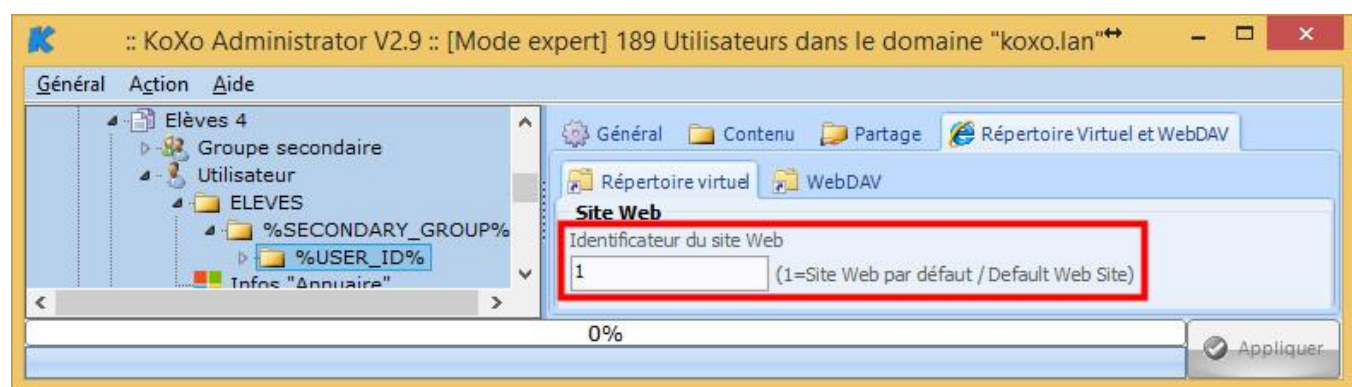 :: KoXo Administrator V2.9 :: [Mode expert] 189 Utilisateurs dans le domaine "koxo.lan"
Général Action Aide
Elèves 4
Groupe secondaire
Utilisateur
ELEVES
%SECONDARY_GROUP%
%USER_ID%
Infos "Annuaire"
Général Contenu Partage Répertoire Virtuel et WebDAV
Répertoire virtuel WebDAV
Site Web
Identificateur du site Web
1 (1=Site Web par défaut / Default Web Site)
0%
Appliquer